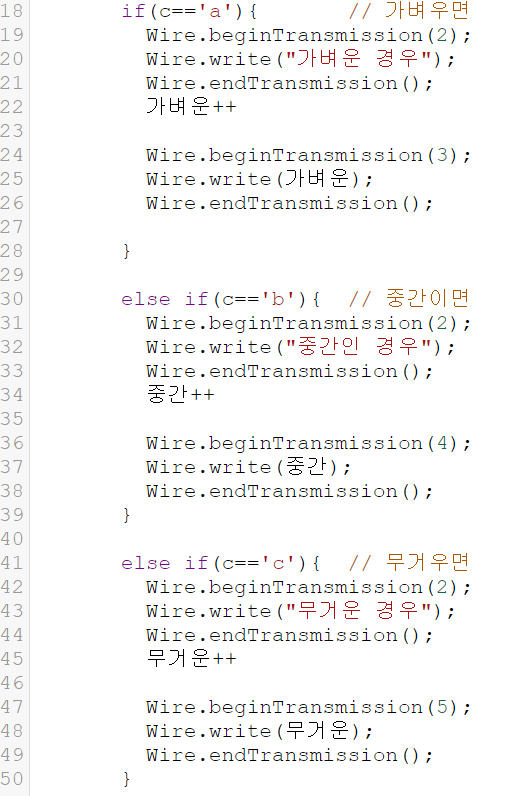 18 if(c=='a'){ // 가벼우면
19 Wire.beginTransmission(2);
20 Wire.write("가벼운 경우");
21 Wire.endTransmission();
22 가벼운++
23
24 Wire.beginTransmission(3);
25 Wire.write(가벼운);
26 Wire.endTransmission();
27
28 }
29
30 else if(c=='b'){ // 중간이면
31 Wire.beginTransmission(2);
32 Wire.write("중간인 경우");
33 Wire.endTransmission();
34 중간++
35
36 Wire.beginTransmission(4);
37 Wire.write(중간);
38 Wire.endTransmission();
39 }
40
41 else if(c=='c'){ // 무거우면
42 Wire.beginTransmission(2);
43 Wire.write("무거운 경우");
44 Wire.endTransmission();
45 무거운++
46
47 Wire.beginTransmission(5);
48 Wire.write(무거운);
49 Wire.endTransmission();
50 }